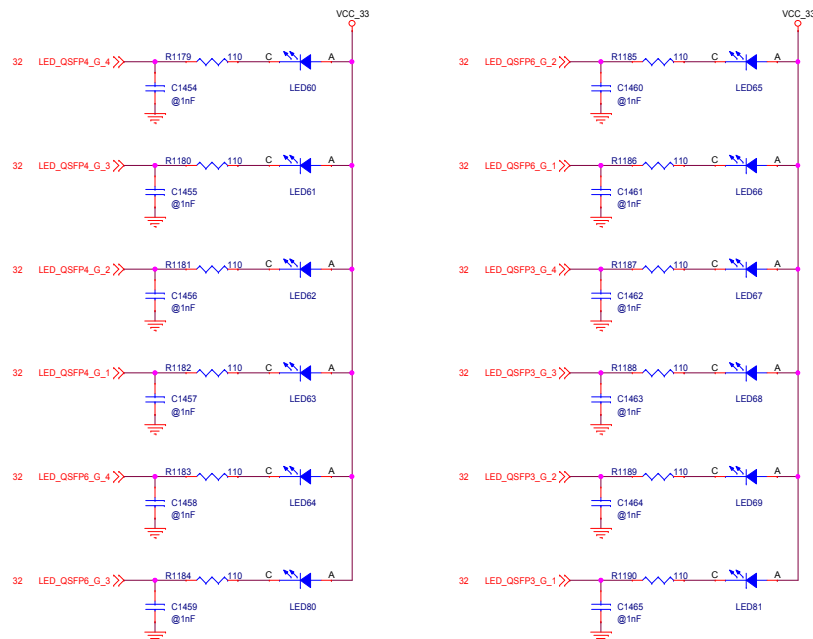 VCC_33
32 LED_QSFP4_G_4 R1179 110 C A
C1454 LED60
@1nF
32 LED_QSFP4_G_3 R1180 110 C A
C1455 LED61
@1nF
32 LED_QSFP4_G_2 R1181 110 C A
C1456 LED62
@1nF
32 LED_QSFP4_G_1 R1182 110 C A
C1457 LED63
@1nF
32 LED_QSFP6_G_4 R1183 110 C A
C1458 LED64
@1nF
32 LED_QSFP6_G_3 R1184 110 C A
C1459 LED80
@1nF
VCC_33
32 LED_QSFP6_G_2 R1185 110 C A
C1460 LED65
@1nF
32 LED_QSFP6_G_1 R1186 110 C A
C1461 LED66
@1nF
32 LED_QSFP3_G_4 R1187 110 C A
C1462 LED67
@1nF
32 LED_QSFP3_G_3 R1188 110 C A
C1463 LED68
@1nF
32 LED_QSFP3_G_2 R1189 110 C A
C1464 LED69
@1nF
32 LED_QSFP3_G_1 R1190 110 C A
C1465 LED81
@1nF